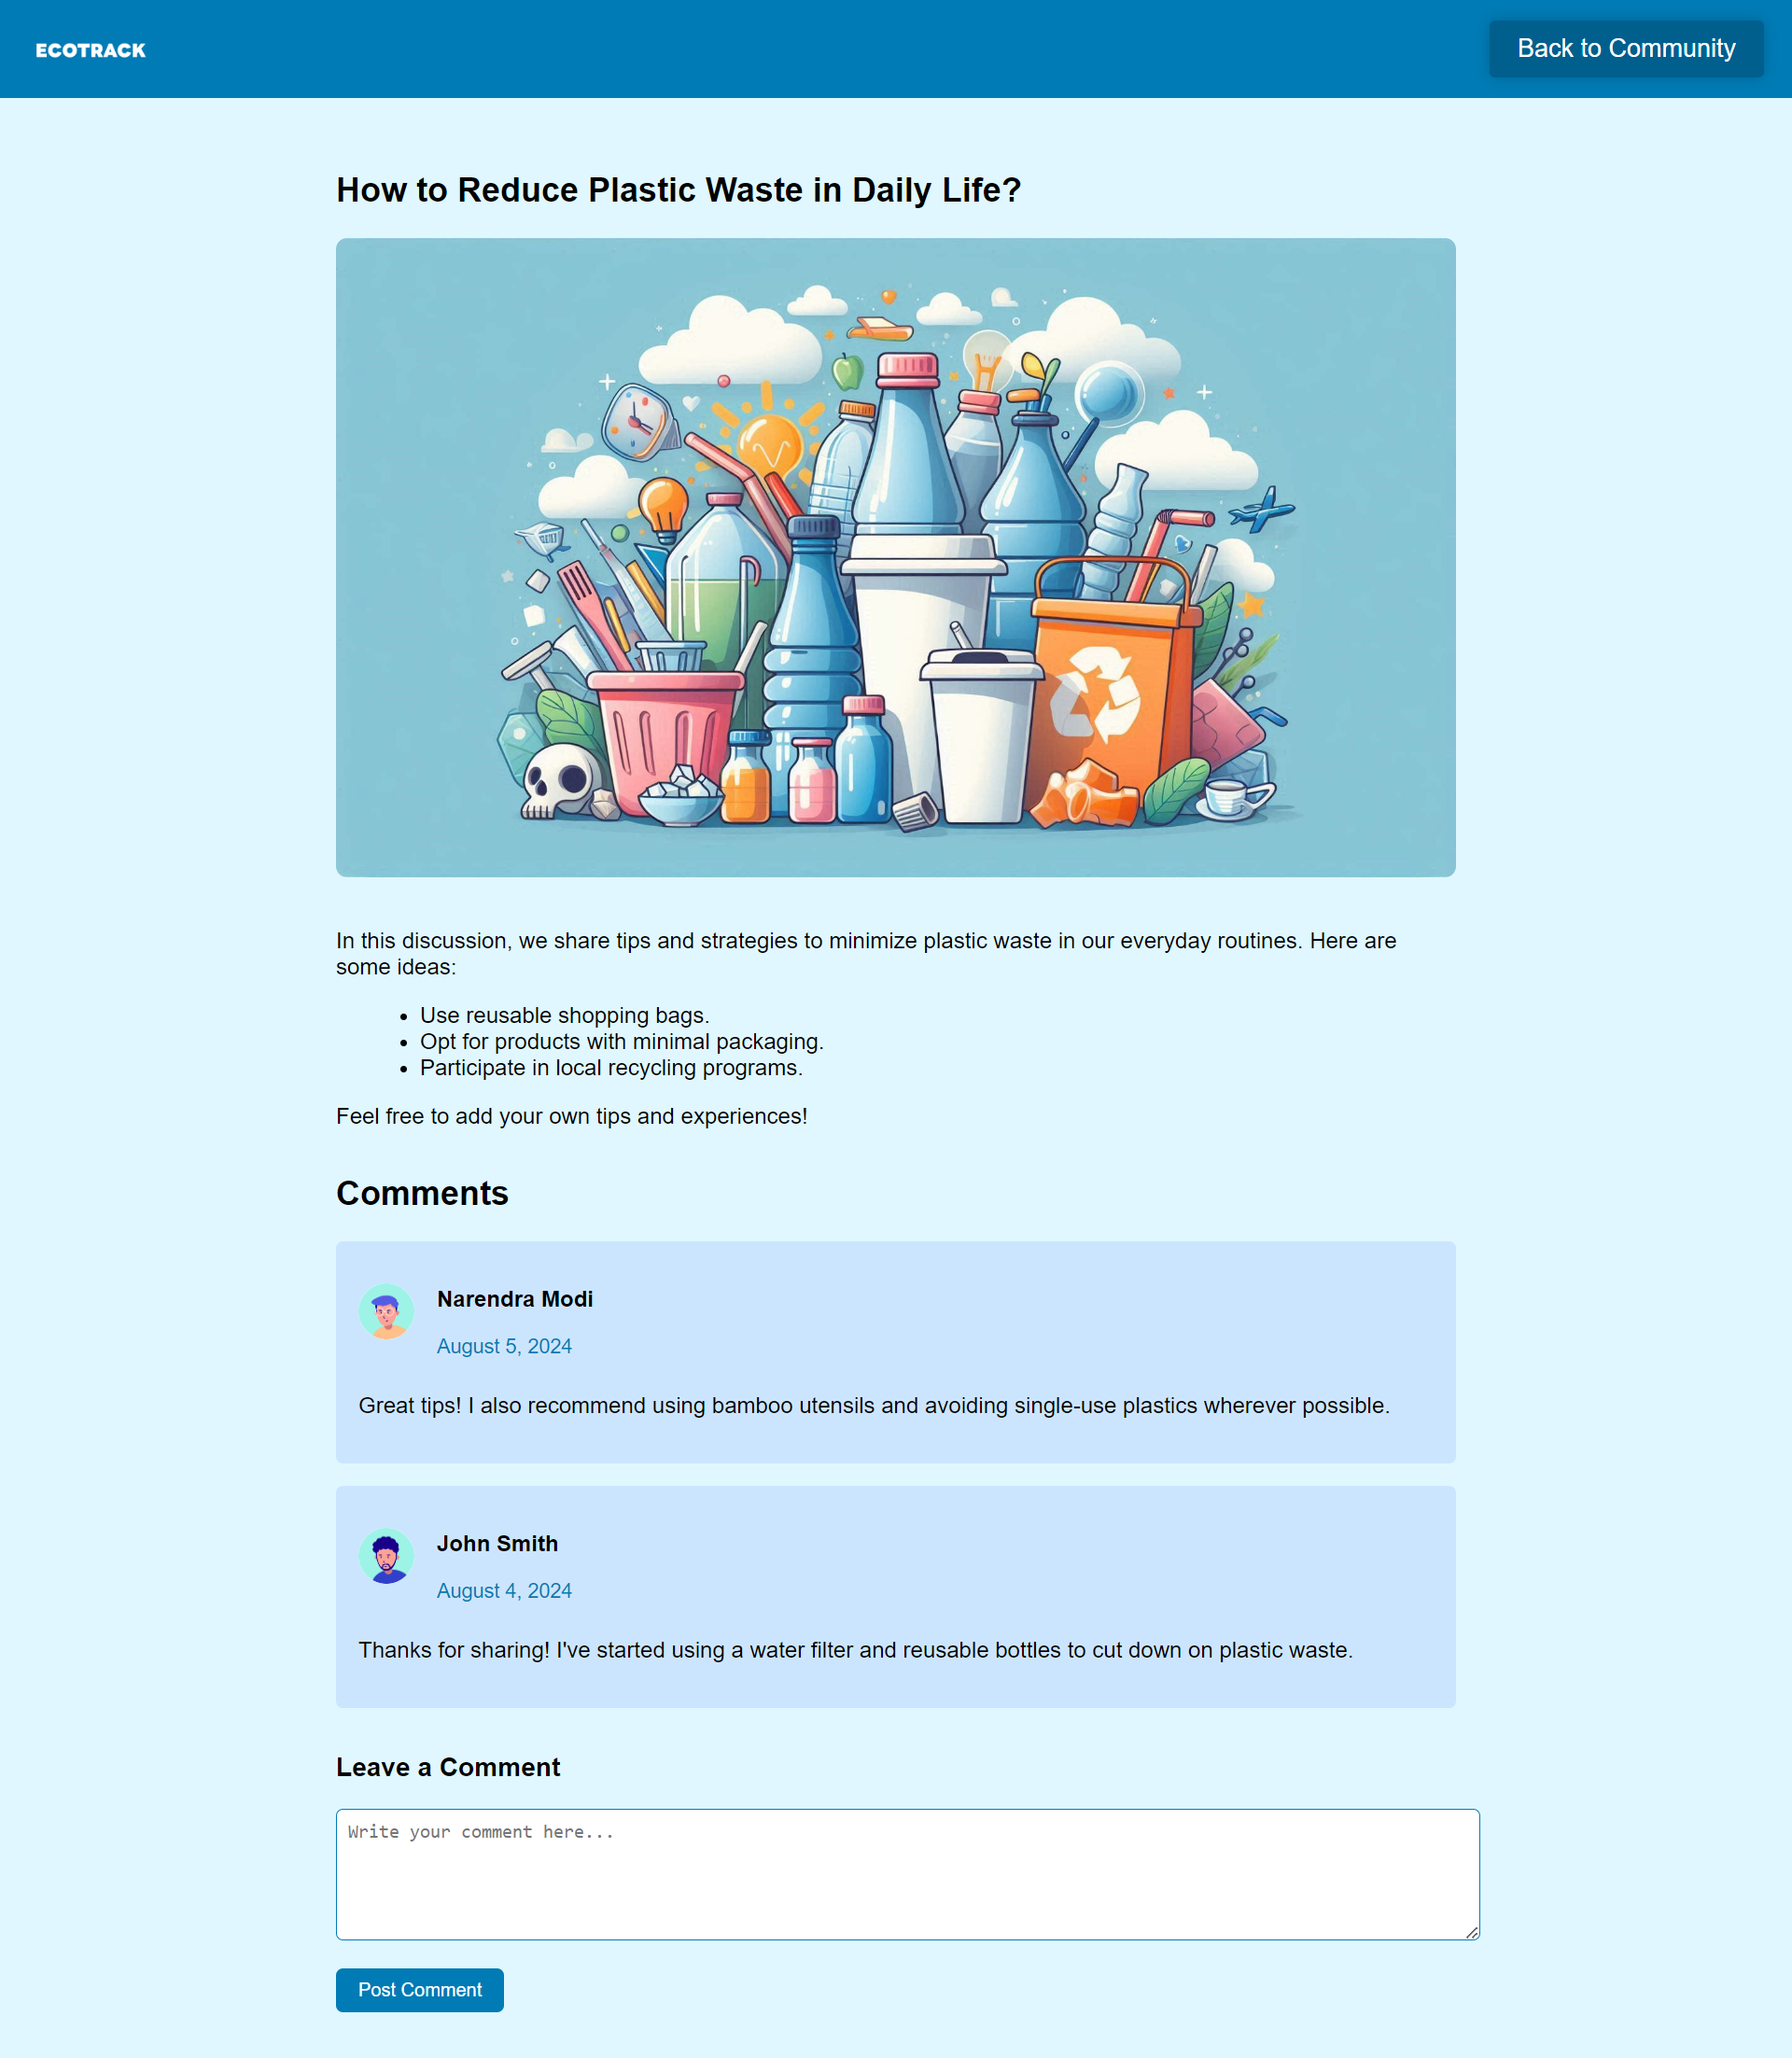 ECOTRACK
Back to Community
How to Reduce Plastic Waste in Daily Life?
In this discussion, we share tips and strategies to minimize plastic waste in our everyday routines. Here are
some ideas:
• Use reusable shopping bags.
• Opt for products with minimal packaging.
• Participate in local recycling programs.
Feel free to add your own tips and experiences!
Comments
Narendra Modi
August 5, 2024
Great tips! I also recommend using bamboo utensils and avoiding single-use plastics wherever possible.
John Smith
August 4, 2024
Thanks for sharing! I've started using a water filter and reusable bottles to cut down on plastic waste.
Leave a Comment
Write your comment here...
Post Comment